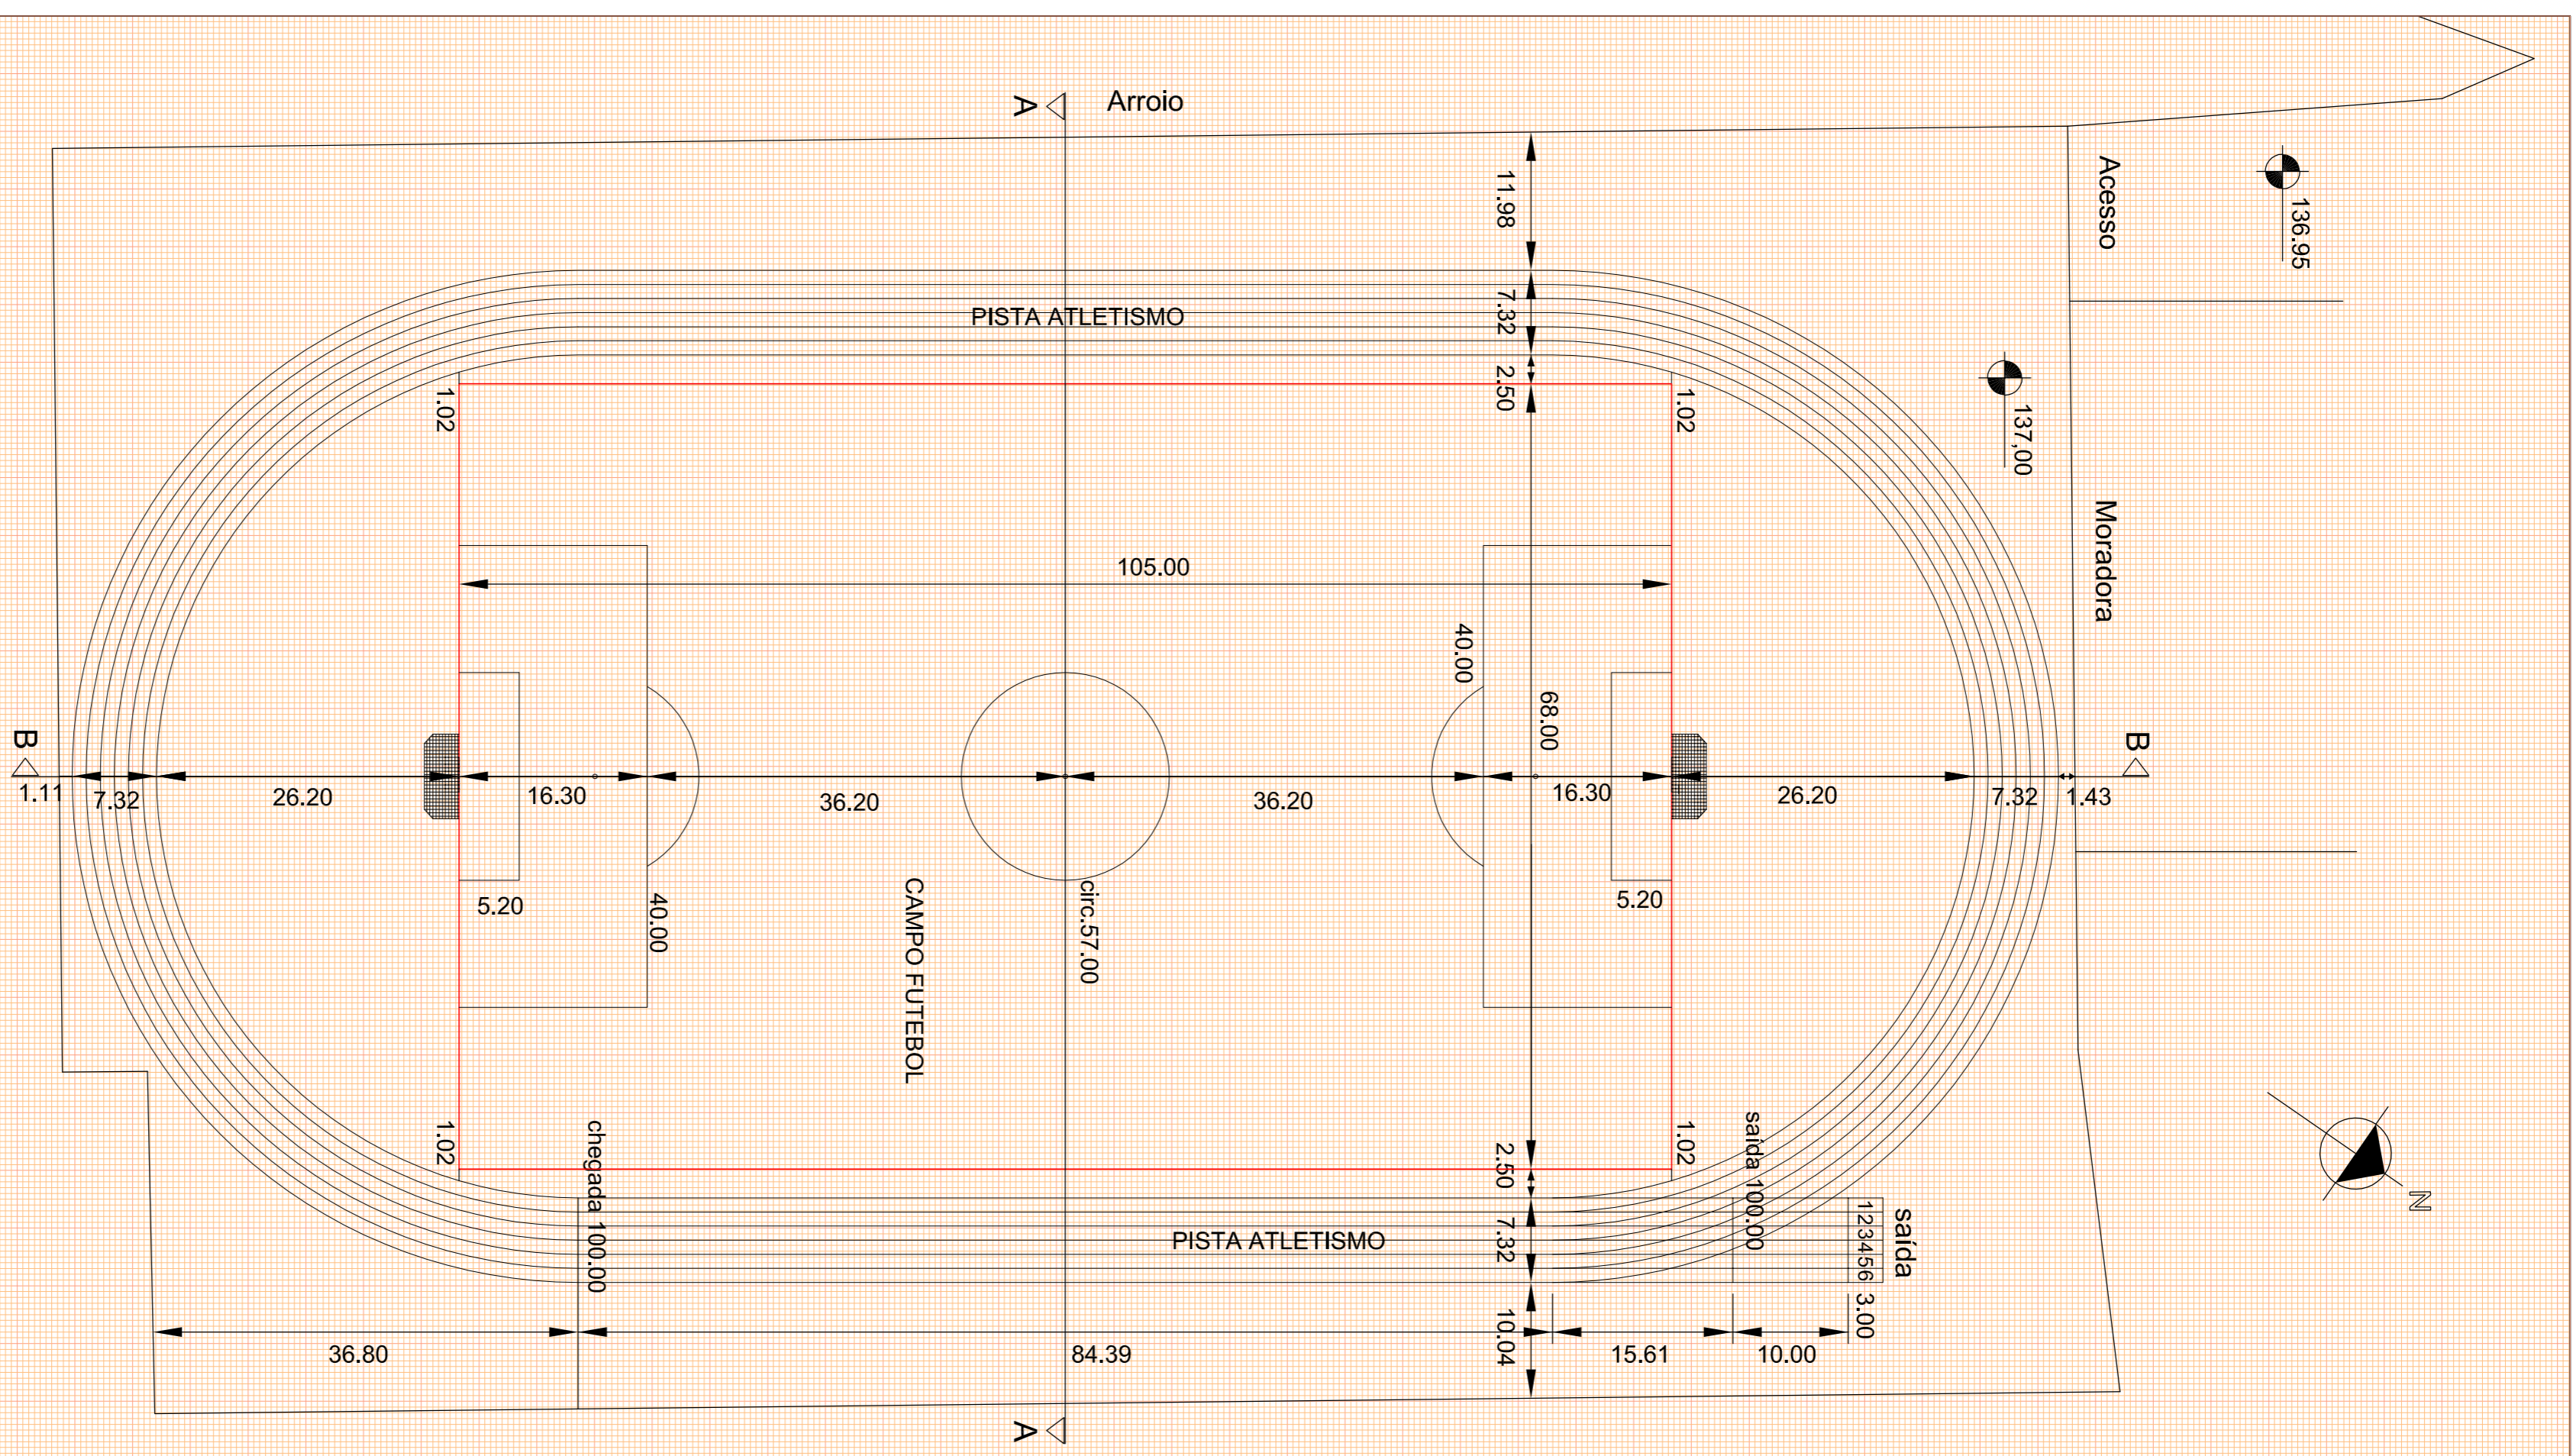 A
Arroio
Acesso
136.95
11.98
7.32
PISTA ATLETISMO
2.50
1.02
1.02
137,00
Moradora
105.00
40.00
68.00
B
B
1.11
7.32
26.20
16.30
36.20
36.20
16.30
26.20
7.32
1.43
5.20
40.00
CAMPO FUTEBOL
circ.57.00
5.20
1.02
chegada 100.00
2.50
1.02
saída 100.00
N
7.32
PISTA ATLETISMO
123456
saída
3.00
10.04
36.80
84.39
15.61
10.00
A